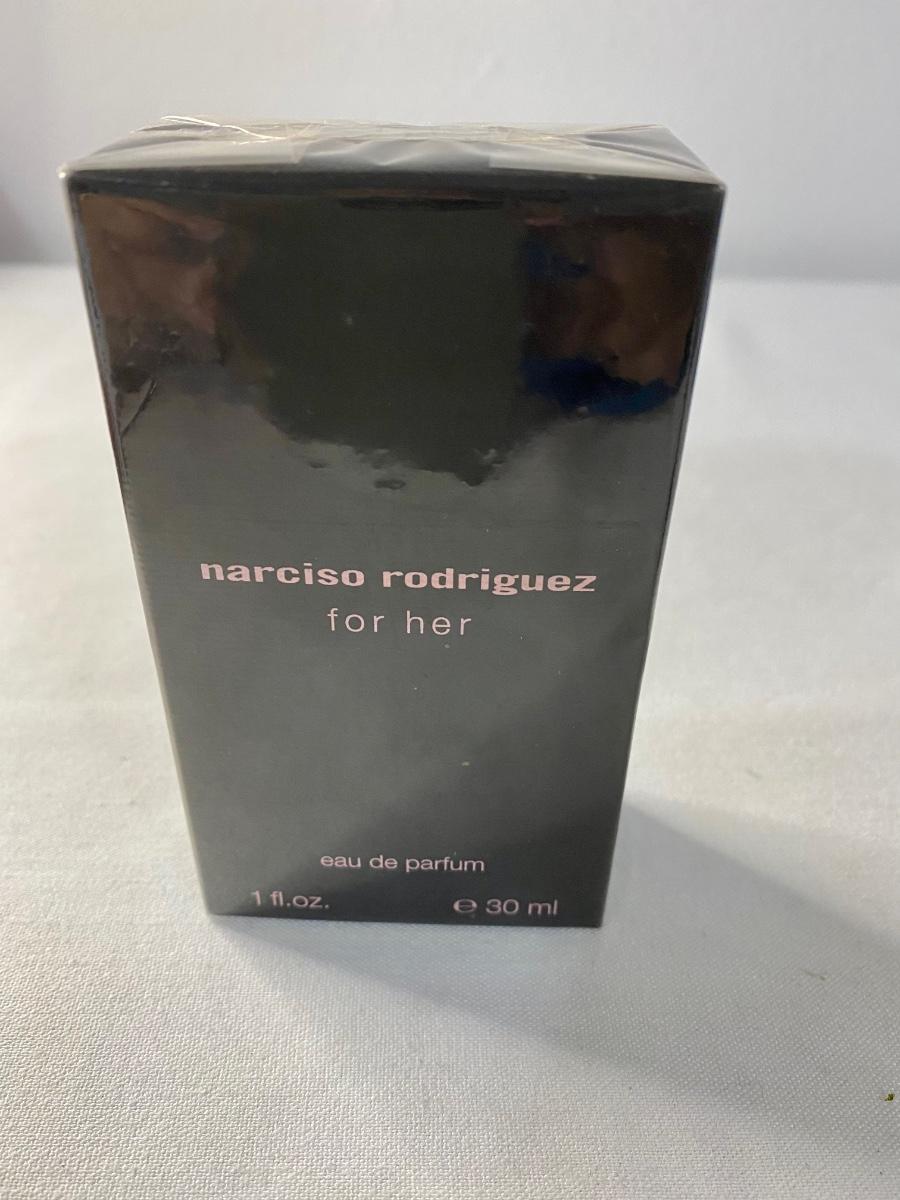 narciso rodriguez
for her
eau de parfum
1 fl.oz. ℮ 30 ml